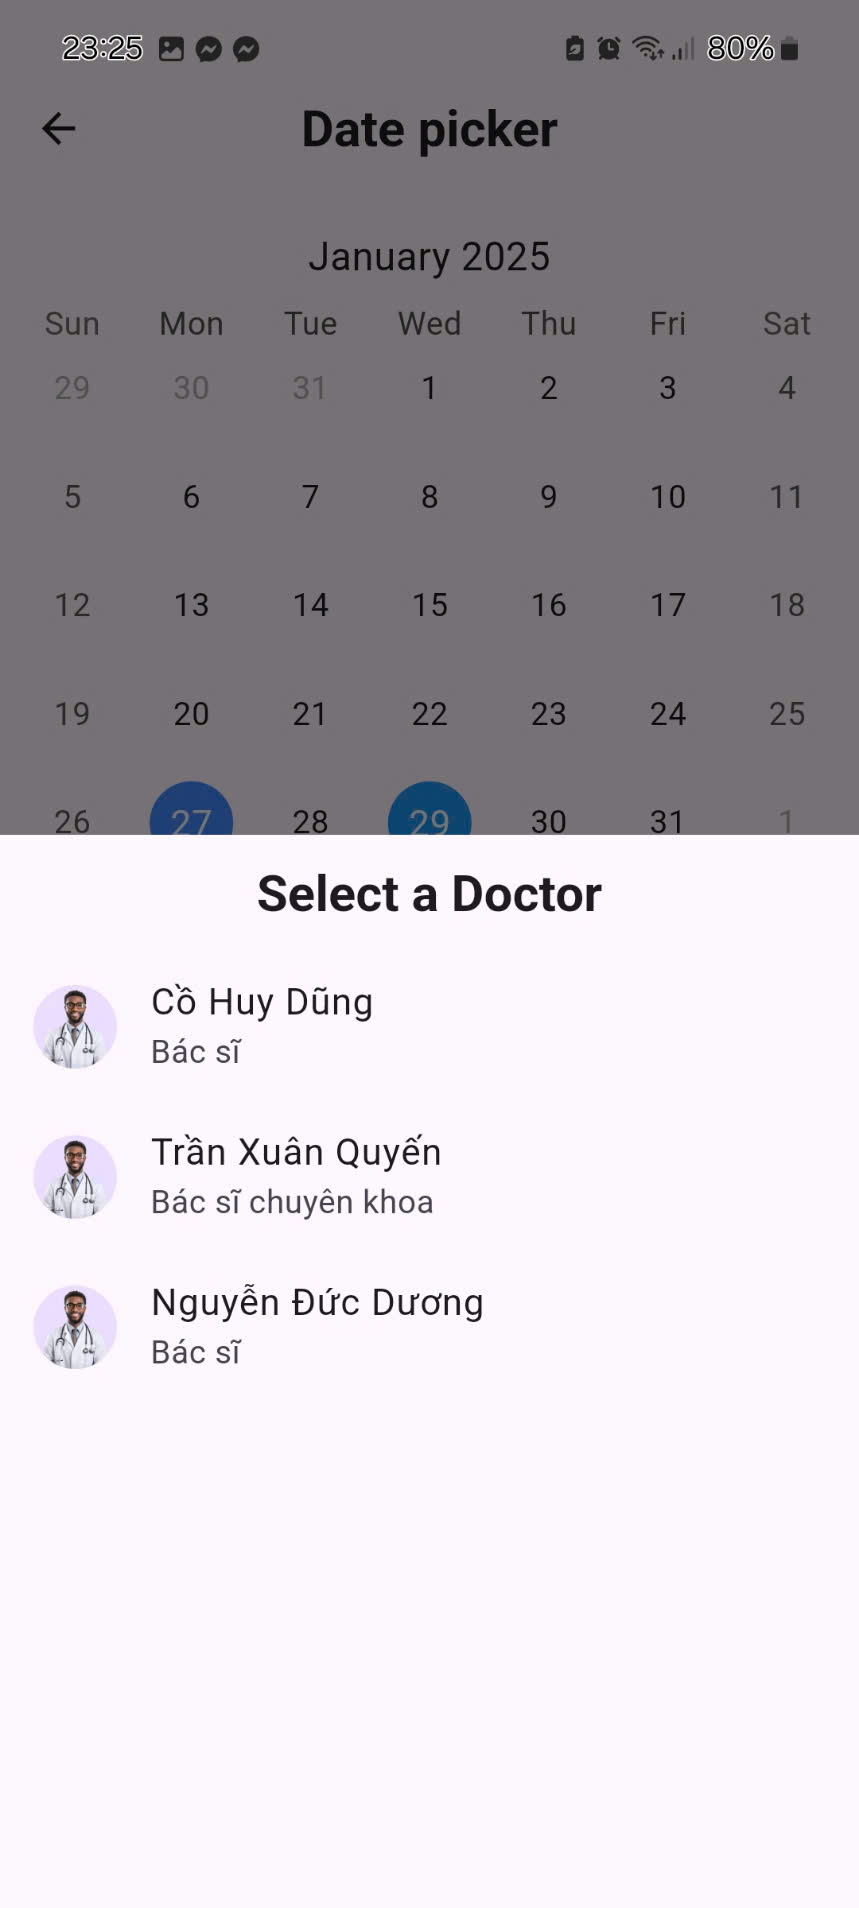 23:25 80%
Date picker
January 2025
Sun Mon Tue Wed Thu Fri Sat
29 30 31 1 2 3 4
5 6 7 8 9 10 11
12 13 14 15 16 17 18
19 20 21 22 23 24 25
26 27 28 29 30 31 1
Select a Doctor
Cồ Huy Dũng
Bác sĩ
Trần Xuân Quyến
Bác sĩ chuyên khoa
Nguyễn Đức Dương
Bác sĩ